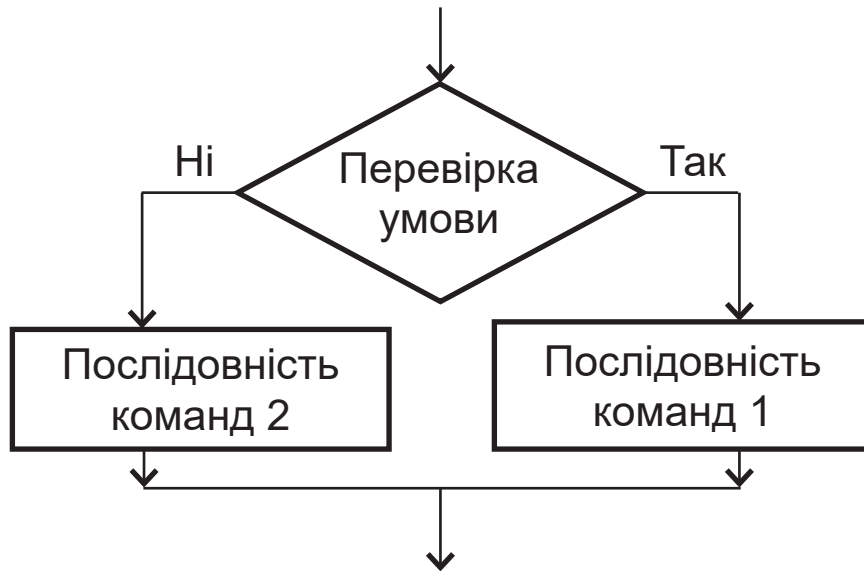 Ні
Перевірка
умови
Так
Послідовність
команд 2
Послідовність
команд 1